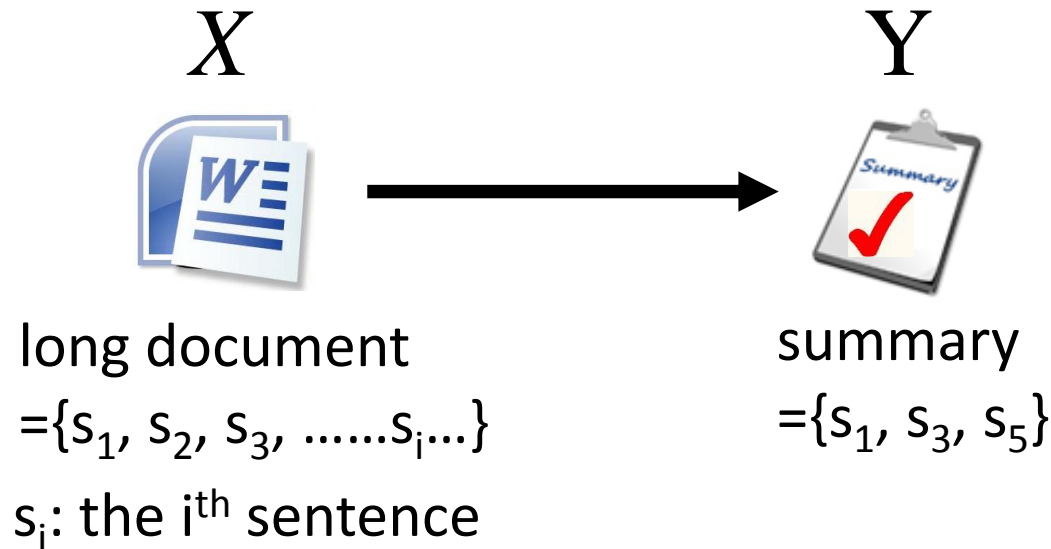 X Y
W
Summary
long document
={s₁, s₂, s₃, ……sᵢ…}
sᵢ: the iᵗʰ sentence
summary
={s₁, s₃, s₅}